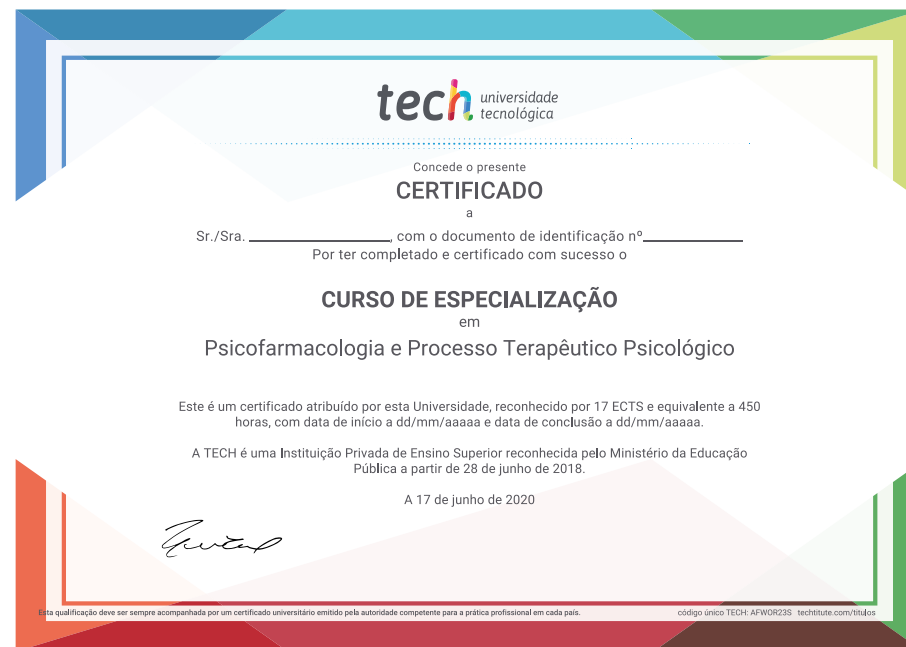 tech universidade
tecnológica
Concede o presente
CERTIFICADO
a
Sr./Sra. ____________________, com o documento de identificação nº______________
Por ter completado e certificado com sucesso o
CURSO DE ESPECIALIZAÇÃO
em
Psicofarmacologia e Processo Terapêutico Psicológico
Este é um certificado atribuído por esta Universidade, reconhecido por 17 ECTS e equivalente a 450
horas, com data de início a dd/mm/aaaaa e data de conclusão a dd/mm/aaaaa.
A TECH é uma Instituição Privada de Ensino Superior reconhecida pelo Ministério da Educação
Pública a partir de 28 de junho de 2018.
A 17 de junho de 2020
Esta qualificação deve ser sempre acompanhada por um certificado universitário emitido pela autoridade competente para a prática profissional em cada país.
código único TECH: AFWOR23S techtitute.com/titulos